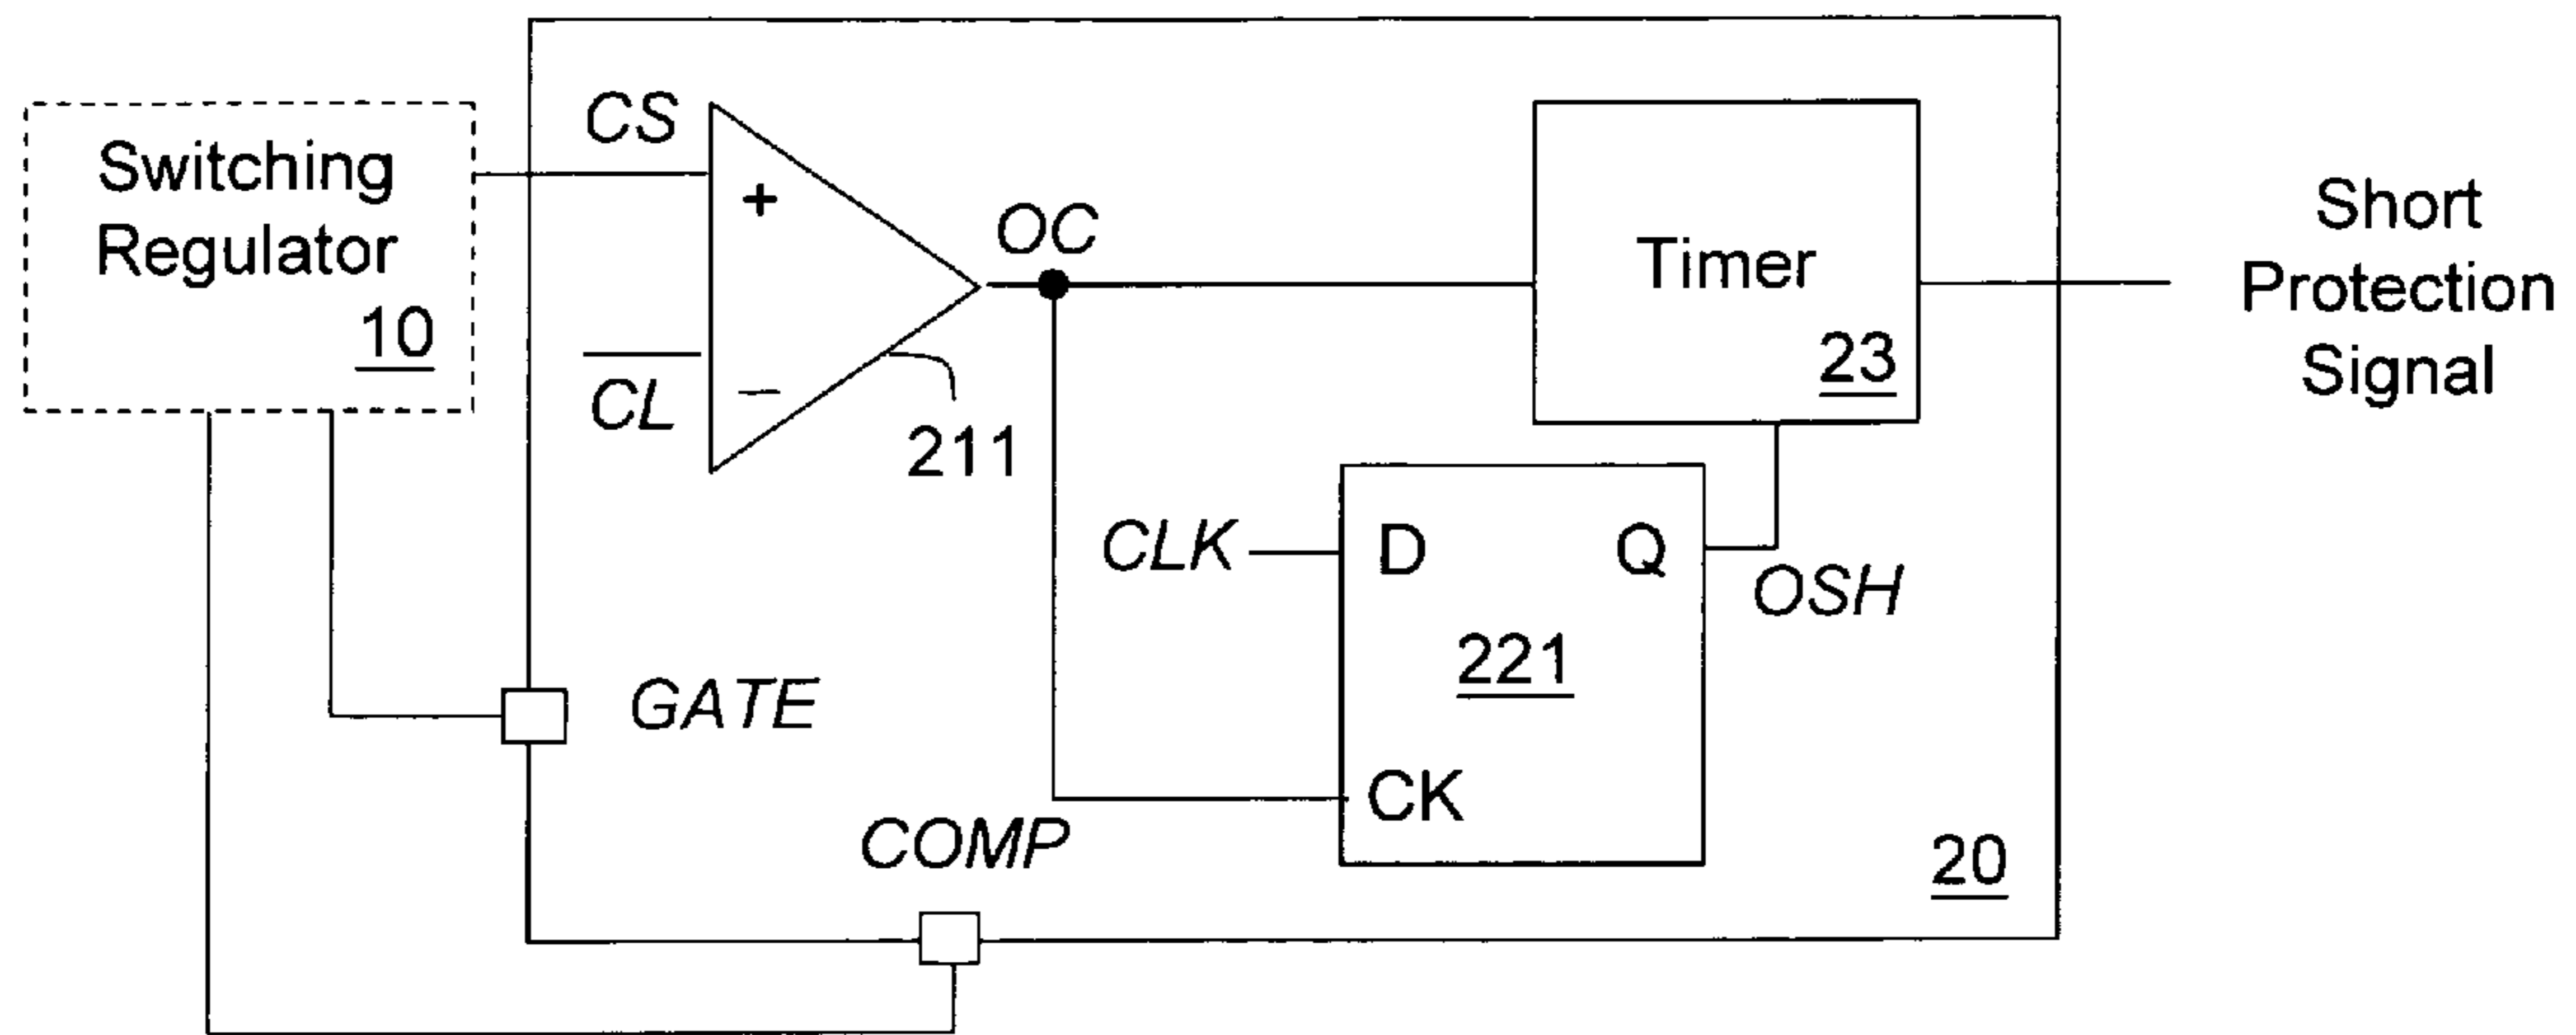 Switching
Regulator
10
CS
+
CL
−
211
OC
Timer
23
Short
Protection
Signal
CLK
D
Q
OSH
221
CK
GATE
COMP
20